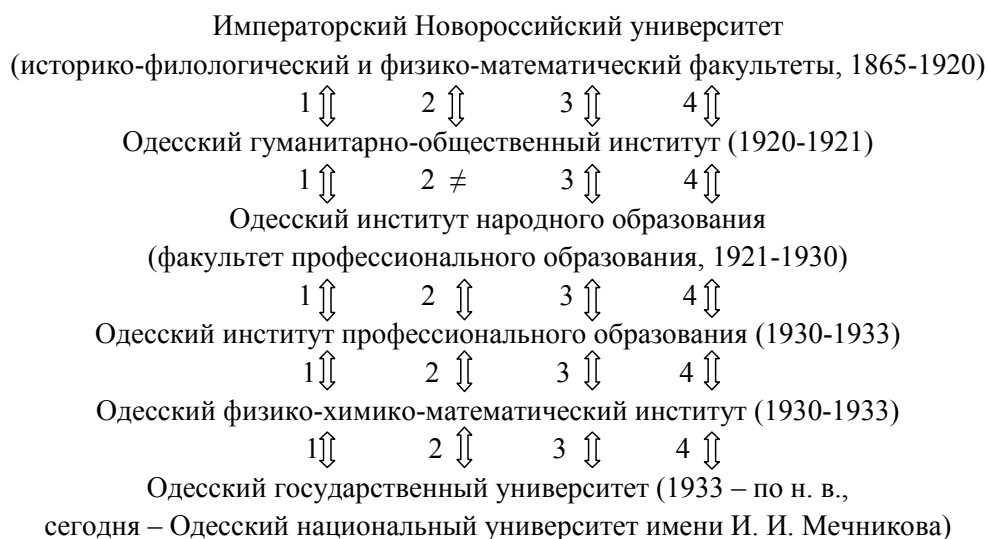 Императорский Новороссийский университет
(историко-филологический и физико-математический факультеты, 1865-1920)
1 ⇕ 2 ⇕ 3 ⇕ 4 ⇕
Одесский гуманитарно-общественный институт (1920-1921)
1 ⇕ 2 ≠ 3 ⇕ 4 ⇕
Одесский институт народного образования
(факультет профессионального образования, 1921-1930)
1 ⇕ 2 ⇕ 3 ⇕ 4 ⇕
Одесский институт профессионального образования (1930-1933)
1 ⇕ 2 ⇕ 3 ⇕ 4 ⇕
Одесский физико-химико-математический институт (1930-1933)
1 ⇕ 2 ⇕ 3 ⇕ 4 ⇕
Одесский государственный университет (1933 – по н. в.,
сегодня – Одесский национальный университет имени И. И. Мечникова)